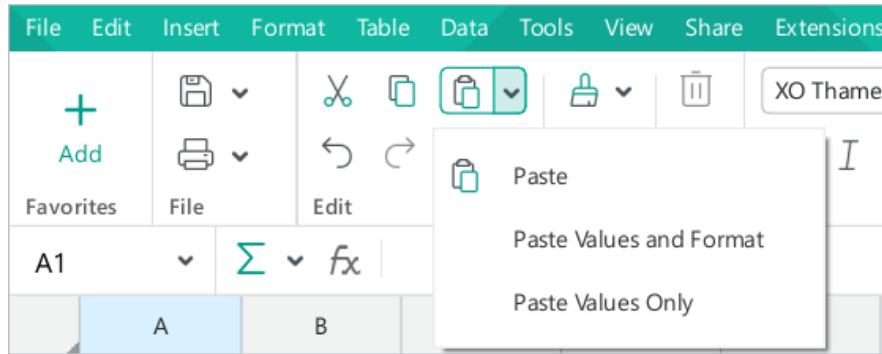 File Edit Insert Format Table Data Tools View Share Extensions
XO Thame
Add
Paste
I
Favorites File Edit
Paste Values and Format
A1 fx
Paste Values Only
A B